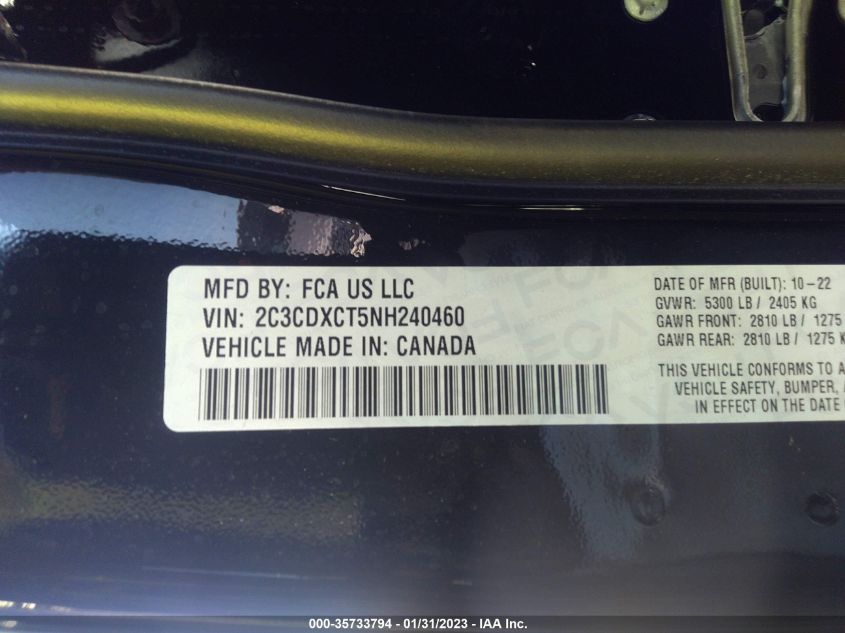 MFD BY: FCA US LLC
VIN: 2C3CDXCT5NH240460
VEHICLE MADE IN: CANADA
DATE OF MFR (BUILT): 10-22
GVWR: 5300 LB / 2405 KG
GAWR FRONT: 2810 LB / 1275
GAWR REAR: 2810 LB / 1275 K
THIS VEHICLE CONFORMS TO A
VEHICLE SAFETY, BUMPER,
IN EFFECT ON THE DATE
000-35733794 - 01/31/2023 - IAA Inc.